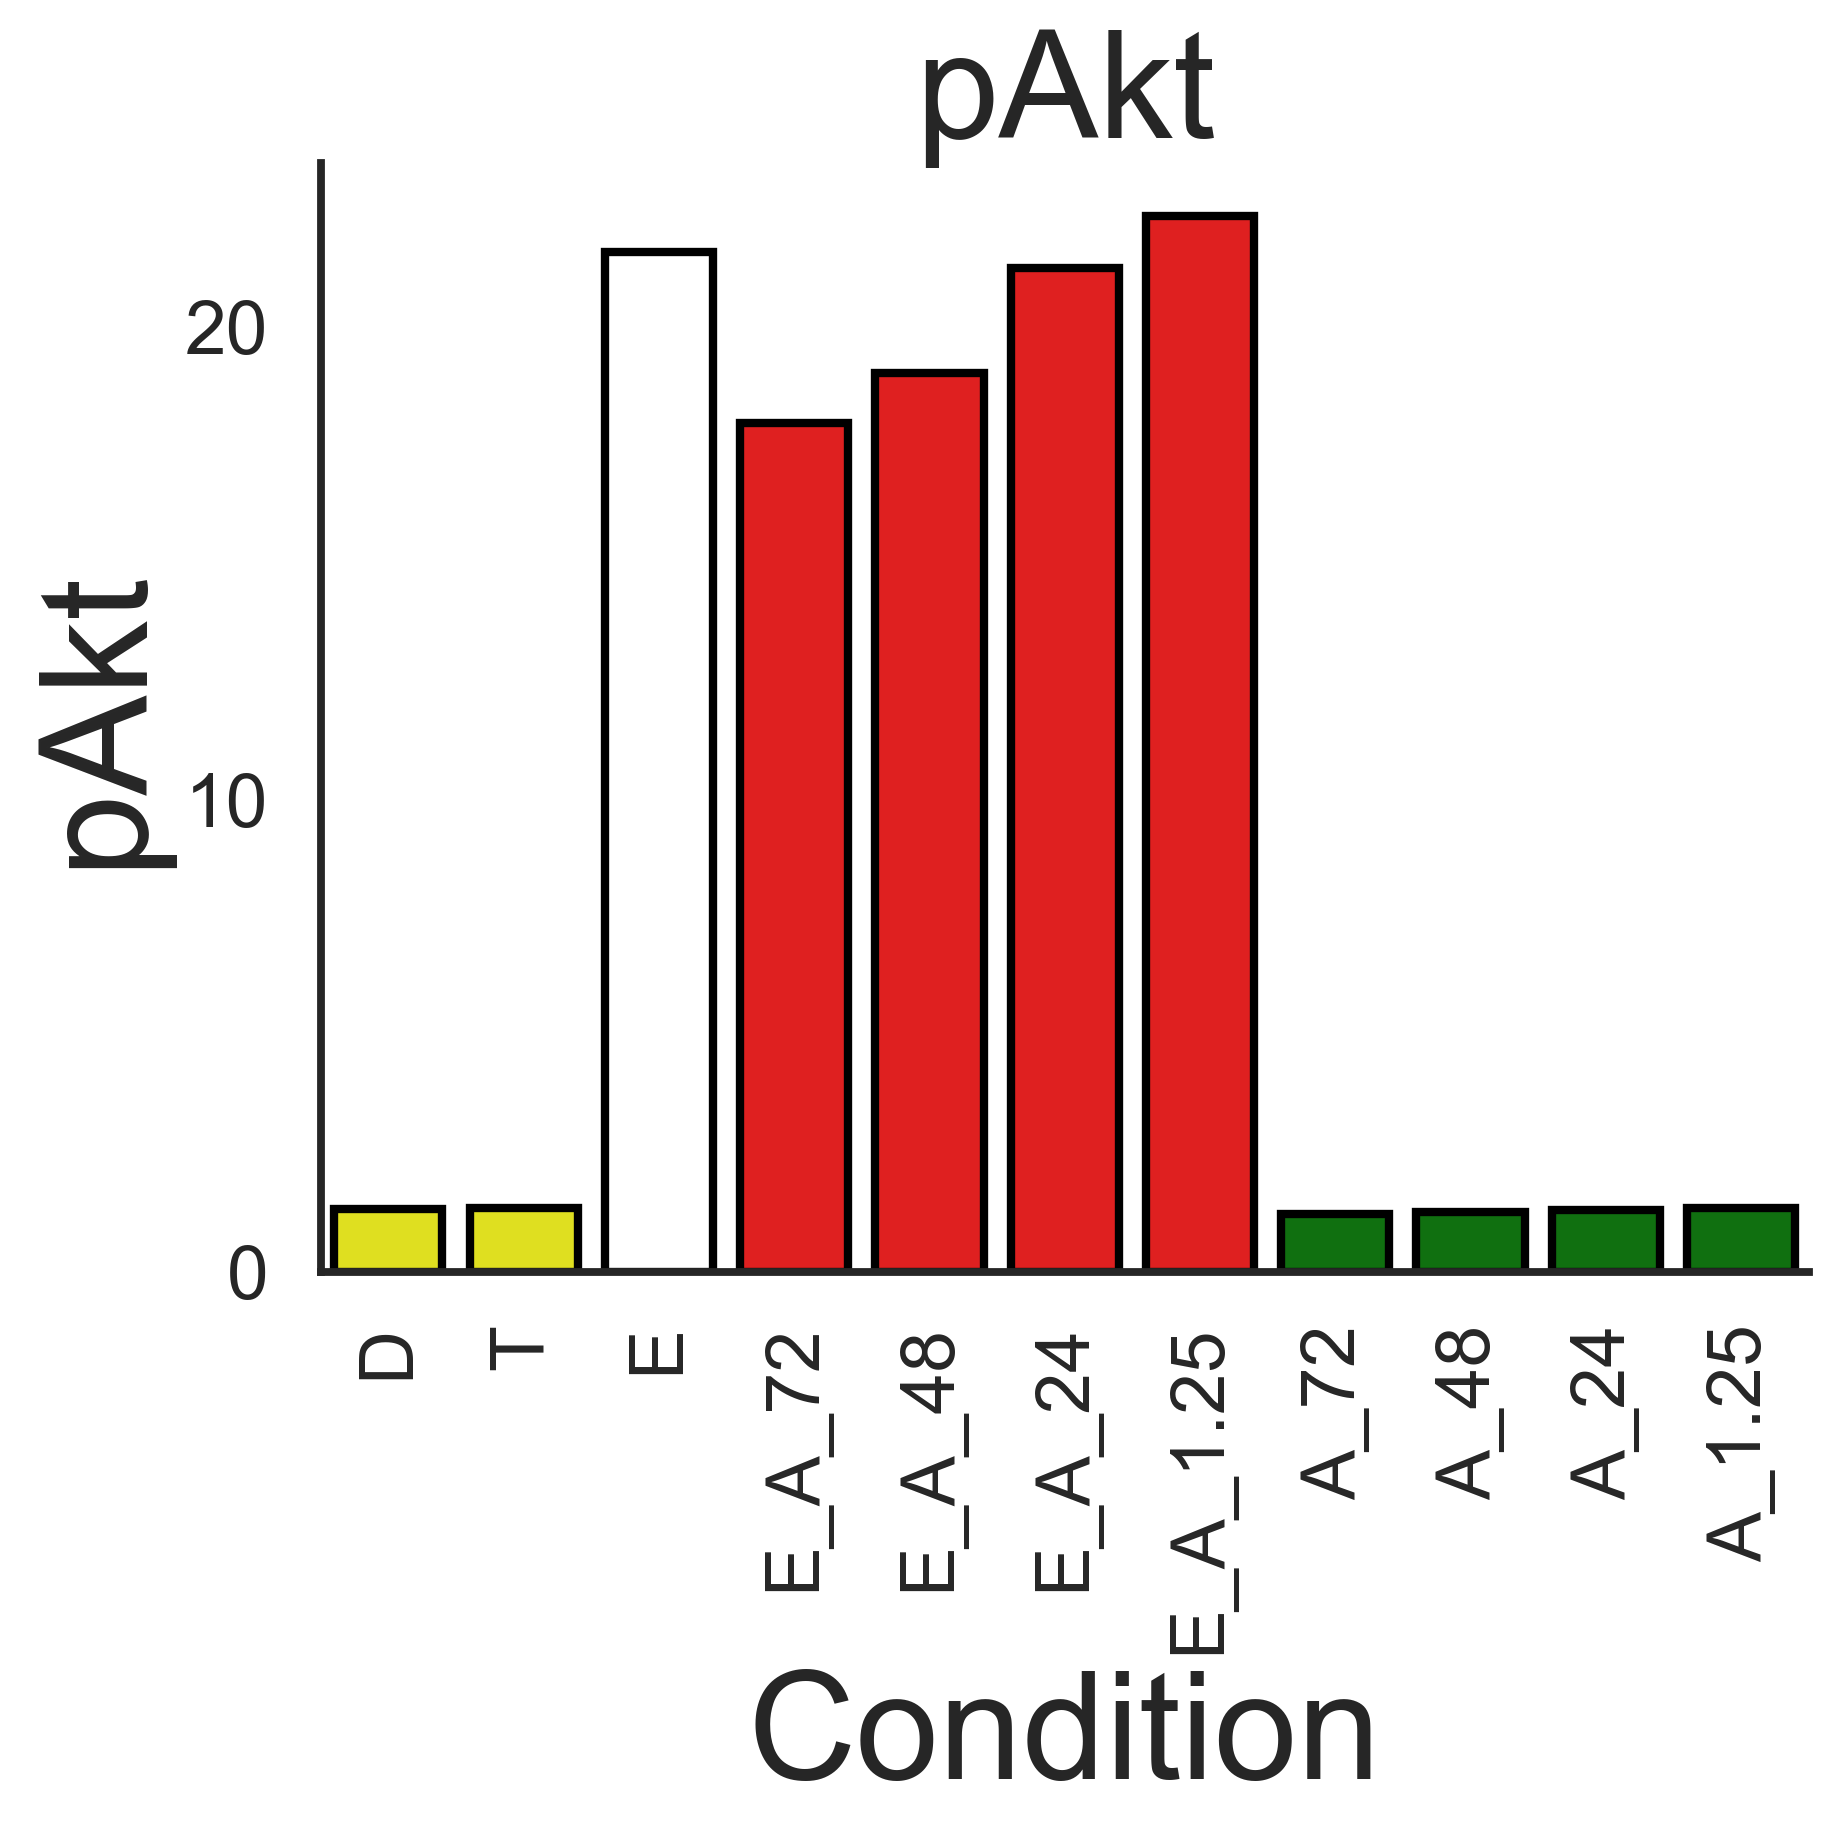 pAkt
pAkt
20
10
0
D
T
E
E_A_72
E_A_48
E_A_24
E_A_1.25
A_72
A_48
A_24
A_1.25
Condition